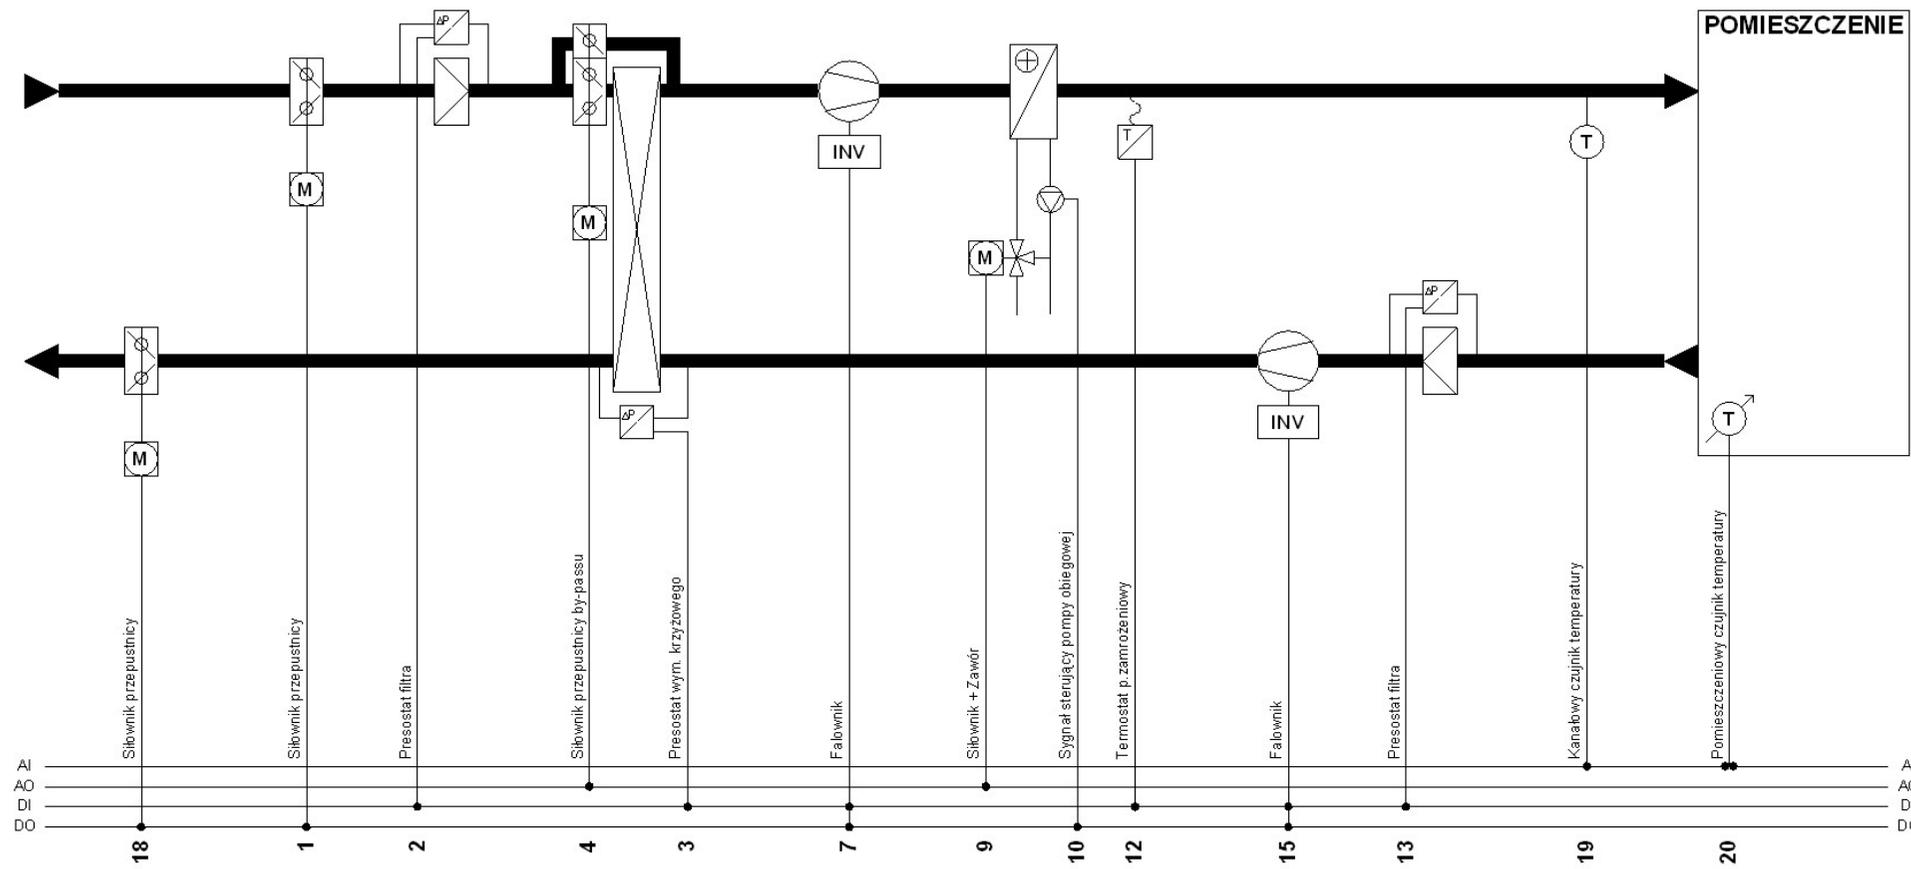 POMIESZCZENIE
ΔP
INV
T
T
M
M
M
ΔP
ΔP
INV
T
M
Siłownik przepustnicy
Siłownik przepustnicy
Presostat filtra
Siłownik przepustnicy by-passu
Presostat wym. krzyżowego
Falownik
Siłownik + Zawór
Sygnał sterujący pompy obiegowej
Termostat p.zamrożeniowy
Falownik
Presostat filtra
Kanałowy czujnik temperatury
Pomieszczeniowy czujnik temperatury
AI
AO
DI
DO
A
AO
D
DO
18
1
2
4
3
7
9
10
12
15
13
19
20